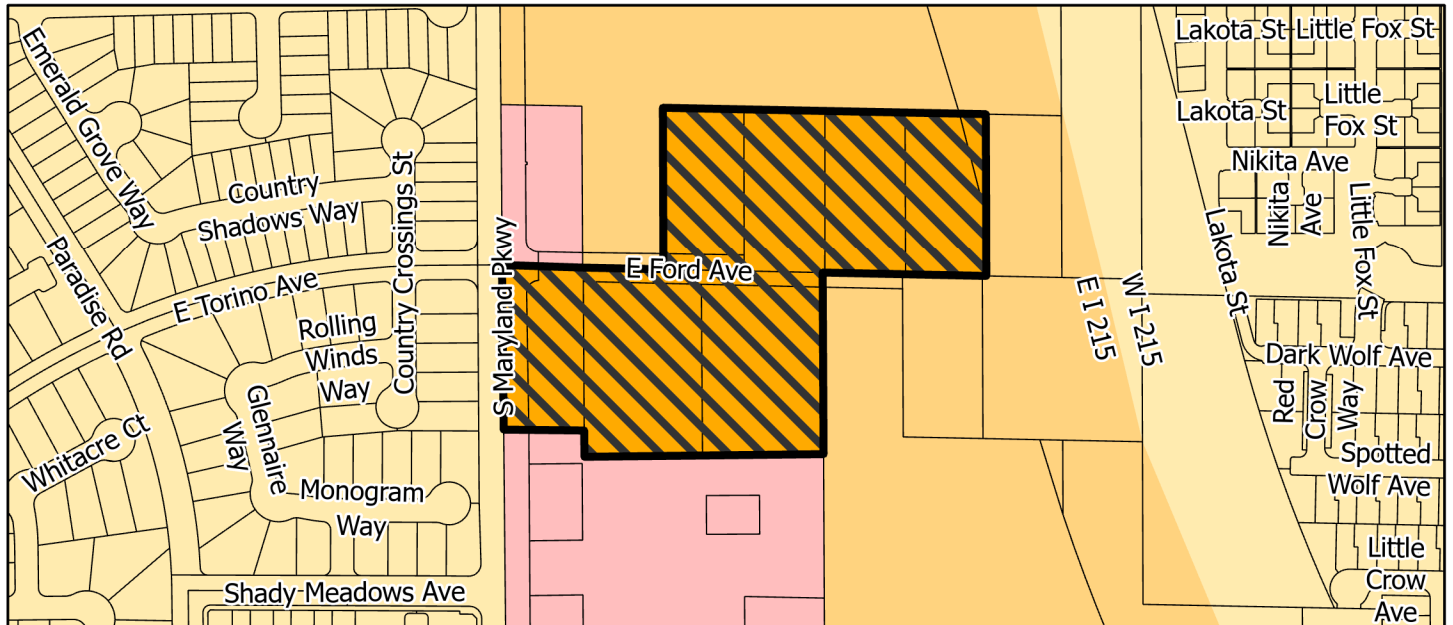 Emerald Grove Way
Country
Shadows Way
Country Crossings St
Paradise Rd
E Torino Ave
Rolling
Winds
Way
Glennaire
Way
Whitacre Ct
Monogram
Way
Shady Meadows Ave
S Maryland Pkwy
E Ford Ave
E I 215
W I 215
Lakota St
Little Fox St
Lakota St
Little
Fox St
Nikita Ave
Nikita
Ave
Little Fox St
Lakota St
Dark Wolf Ave
Red
Crow
Way
Spotted
Wolf Ave
Little
Crow
Ave